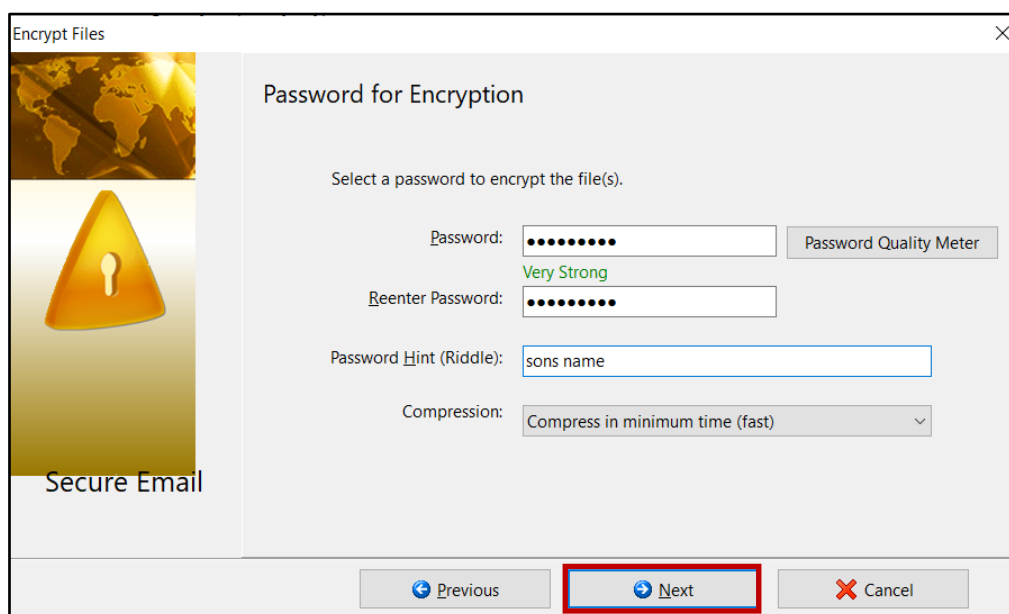 Encrypt Files
Password for Encryption
Select a password to encrypt the file(s).
Password:
Password Quality Meter
Very Strong
Reenter Password:
Password Hint (Riddle): sons name
Compression: Compress in minimum time (fast)
Secure Email
Previous Next Cancel